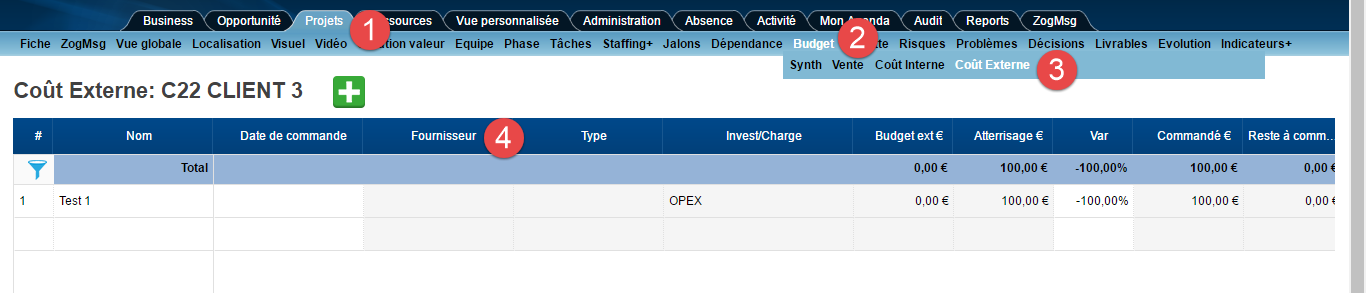 Business Opportunité Projets 1 ssources Vue personnalisée Administration Absence Activité Mon Agenda Audit Reports ZogMsg
Fiche ZogMsg Vue globale Localisation Visuel Vidéo tion valeur Equipe Phase Tâches Staffing+ Jalons Dépendance Budget 2 te Risques Problèmes Décisions Livrables Evolution Indicateurs+
Synth Vente Coût Interne Coût Externe 3
Coût Externe: C22 CLIENT 3
# Nom Date de commande Fournisseur 4 Type Invest/Charge Budget ext € Atterrisage € Var Commandé € Reste à comm...
Total 0,00 € 100,00 € -100,00% 100,00 € 0,00 €
1 Test 1 OPEX 0,00 € 100,00 € -100,00% 100,00 € 0,00 €